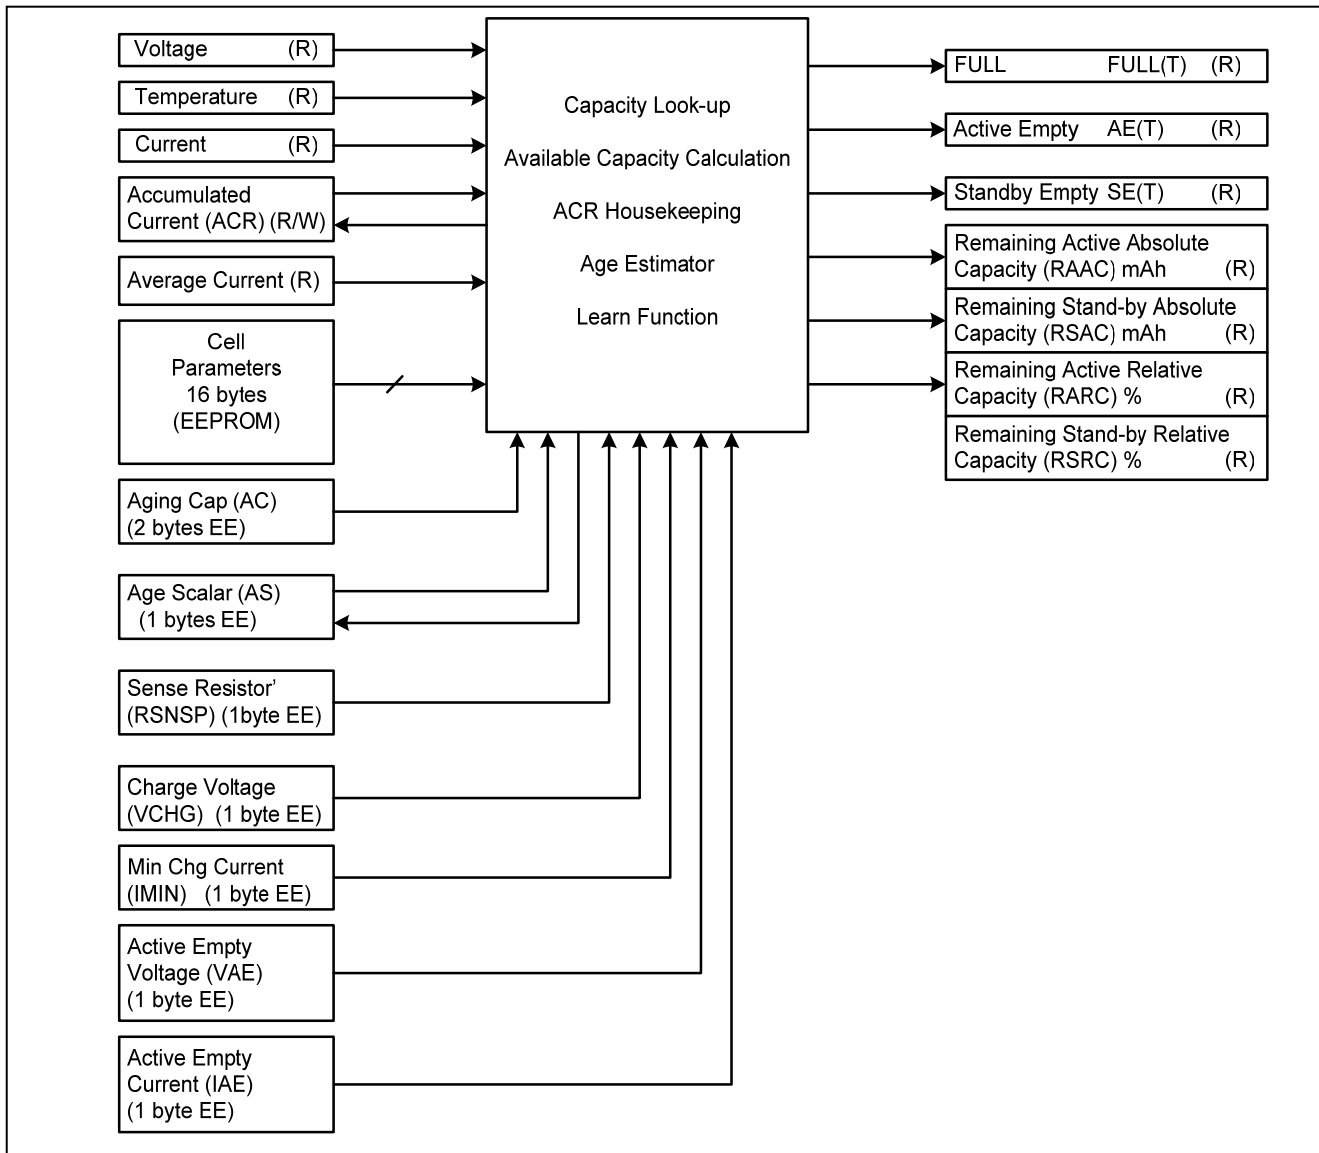 Voltage (R)
Temperature (R)
Current (R)
Accumulated
Current (ACR) (R/W)
Average Current (R)
Cell
Parameters
16 bytes
(EEPROM)
Aging Cap (AC)
(2 bytes EE)
Age Scalar (AS)
(1 bytes EE)
Sense Resistor’
(RSNSP) (1byte EE)
Charge Voltage
(VCHG) (1 byte EE)
Min Chg Current
(IMIN) (1 byte EE)
Active Empty
Voltage (VAE)
(1 byte EE)
Active Empty
Current (IAE)
(1 byte EE)
Capacity Look-up
Available Capacity Calculation
ACR Housekeeping
Age Estimator
Learn Function
FULL FULL(T) (R)
Active Empty AE(T) (R)
Standby Empty SE(T) (R)
Remaining Active Absolute
Capacity (RAAC) mAh (R)
Remaining Stand-by Absolute
Capacity (RSAC) mAh (R)
Remaining Active Relative
Capacity (RARC) % (R)
Remaining Stand-by Relative
Capacity (RSRC) % (R)